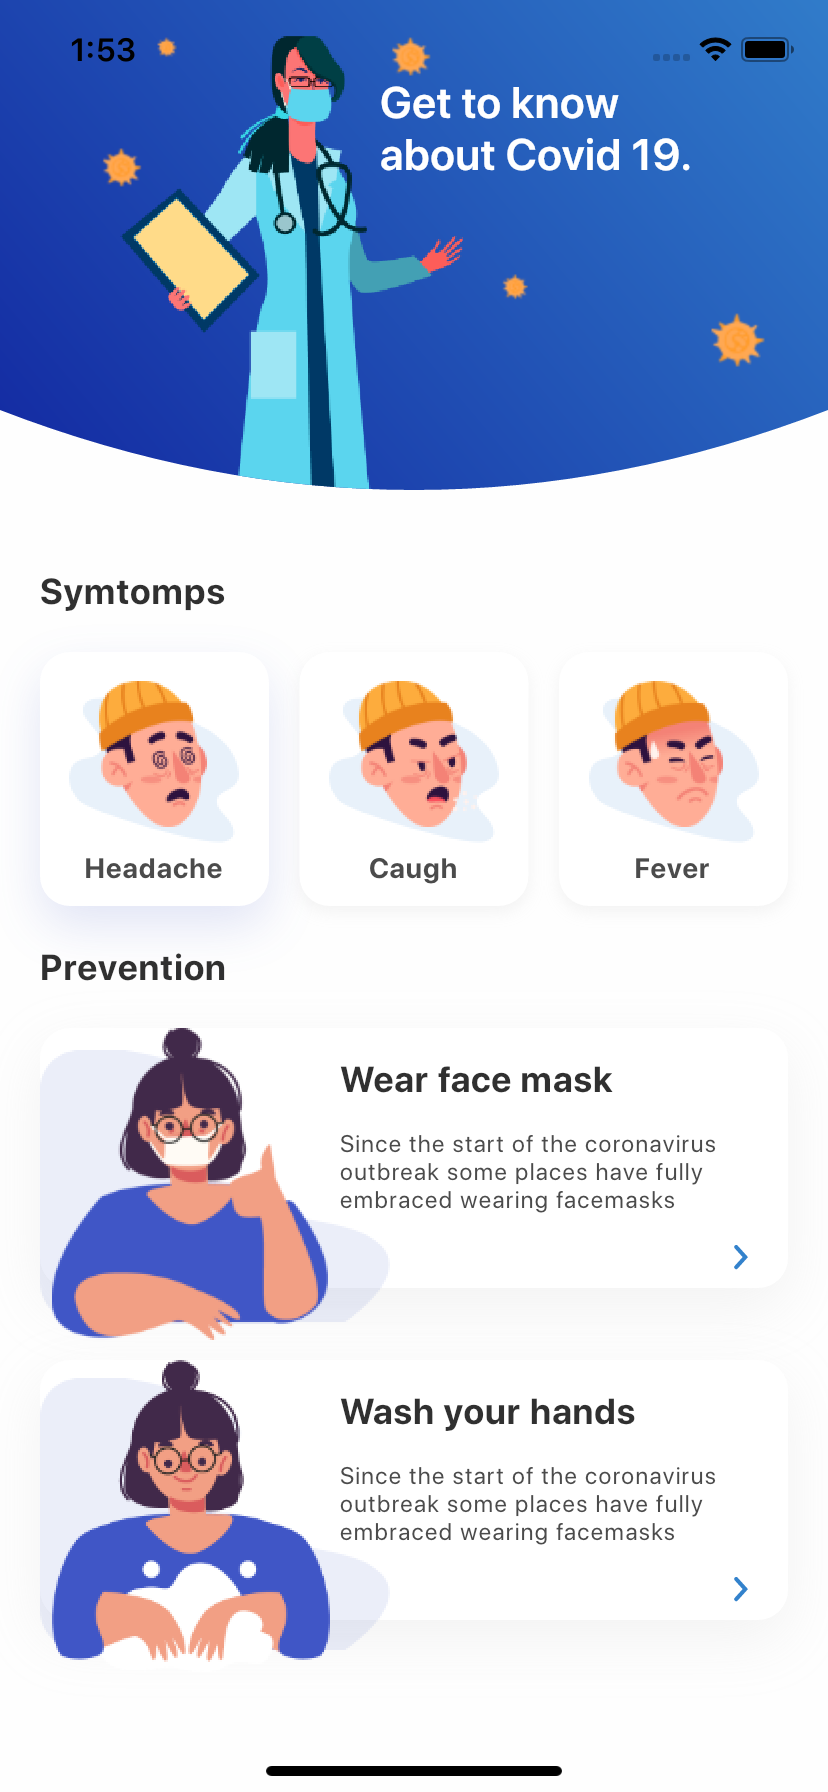 1:53
Get to know
about Covid 19.
Symtomps
Headache
Caugh
Fever
Prevention
Wear face mask
Since the start of the coronavirus
outbreak some places have fully
embraced wearing facemasks
Wash your hands
Since the start of the coronavirus
outbreak some places have fully
embraced wearing facemasks